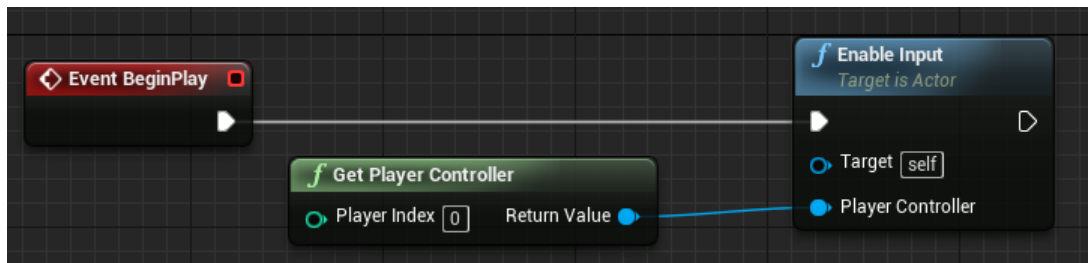 Event BeginPlay
f Get Player Controller
Player Index 0 Return Value
f Enable Input
Target is Actor
Target self
Player Controller